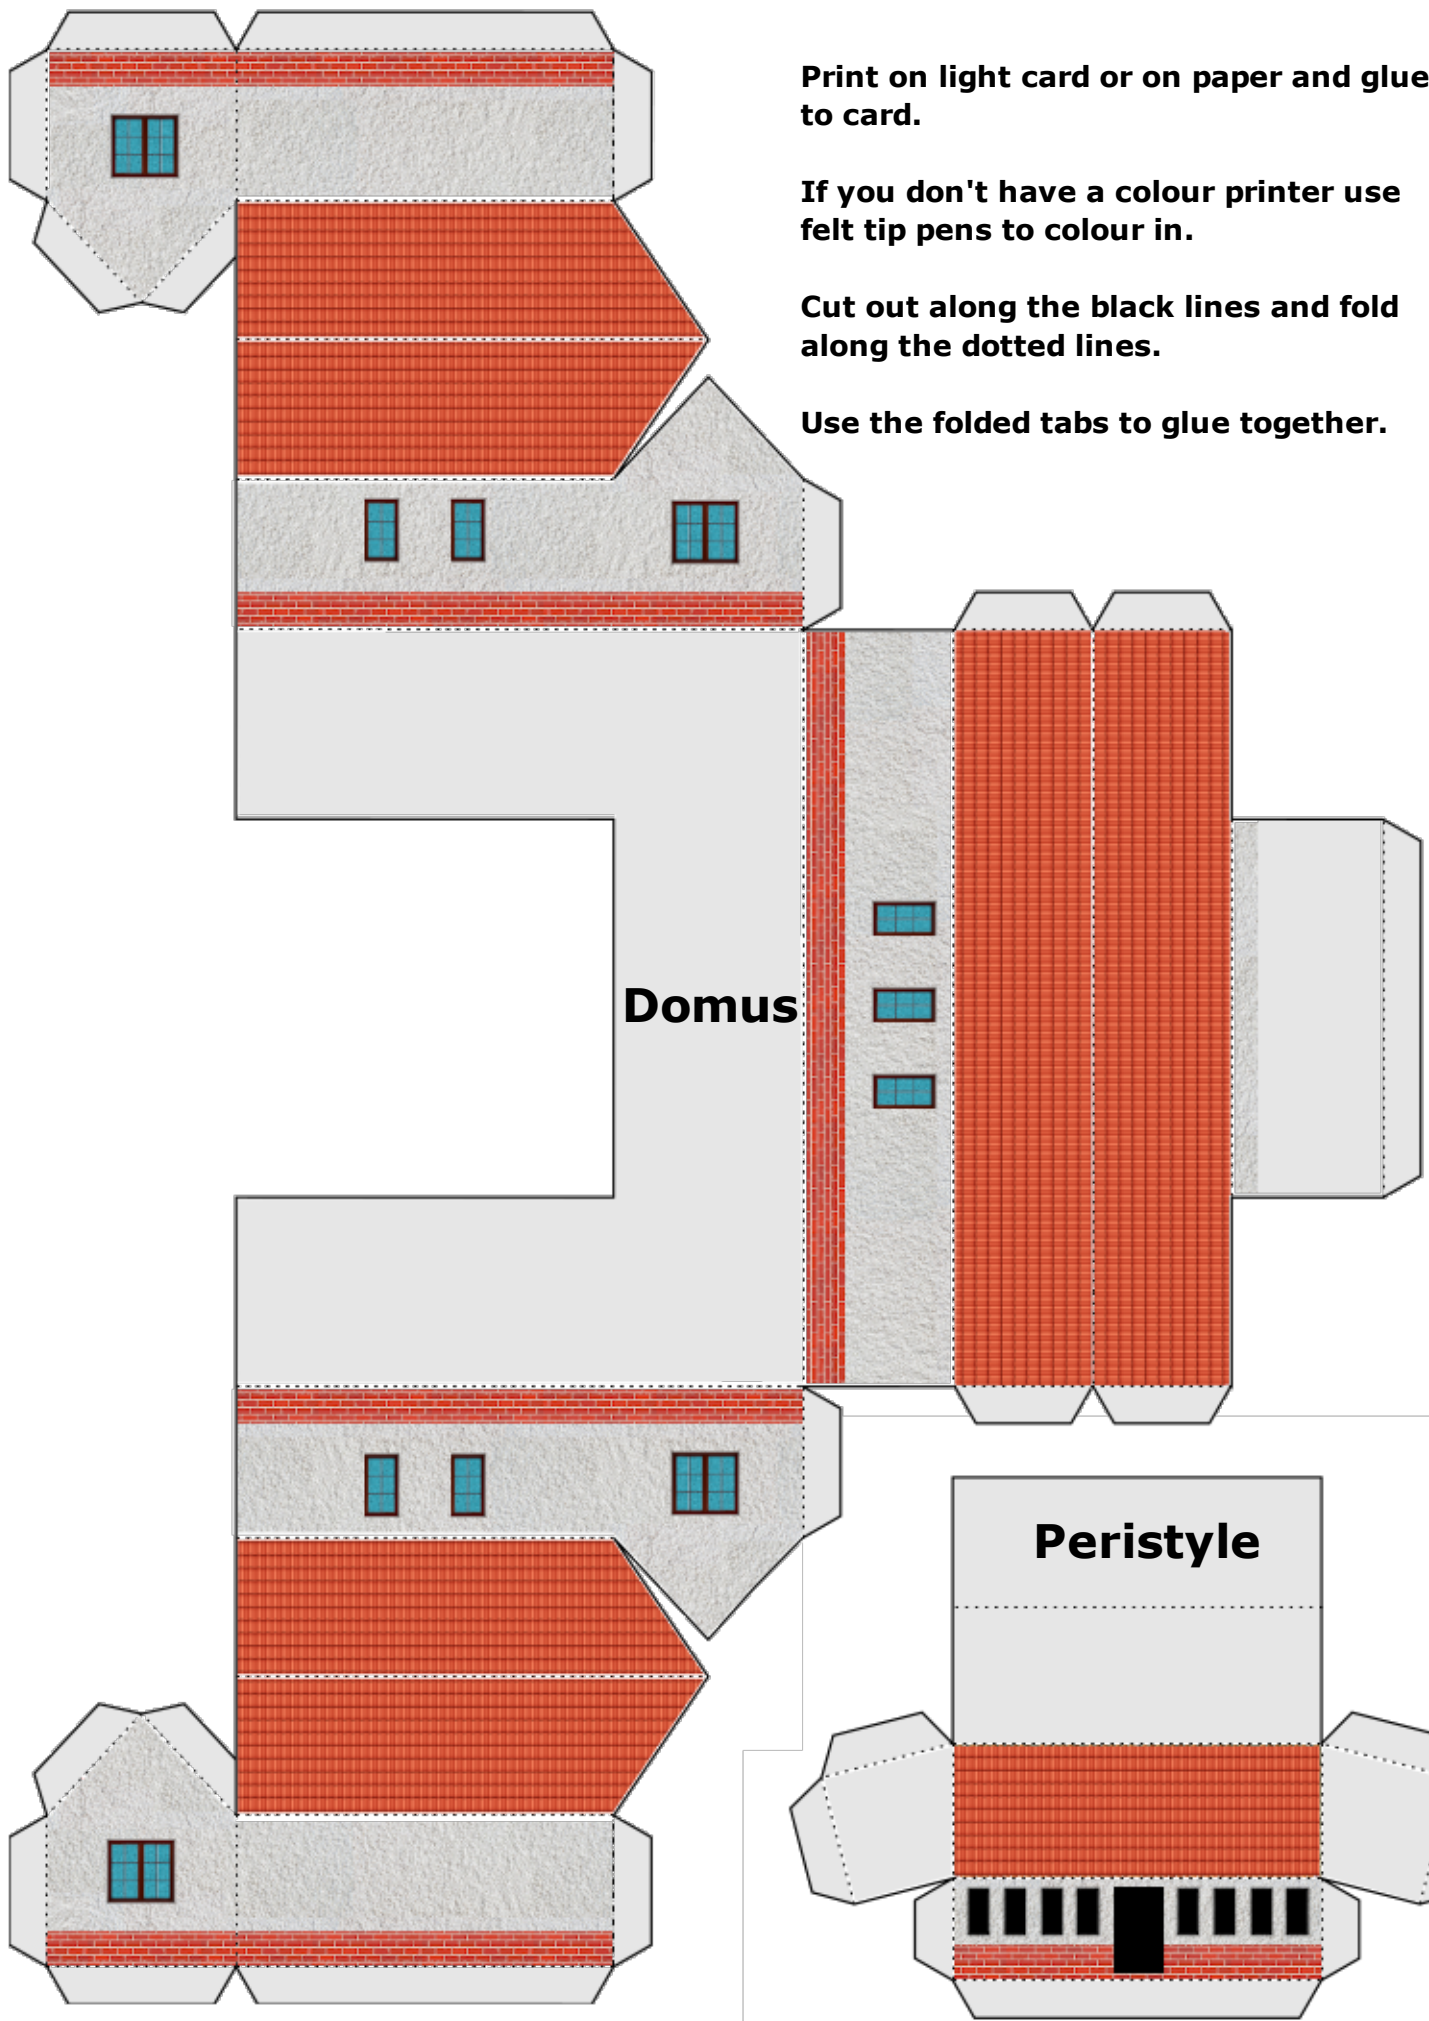 Print on light card or on paper and glue
to card.
If you don't have a colour printer use
felt tip pens to colour in.
Cut out along the black lines and fold
along the dotted lines.
Use the folded tabs to glue together.
Domus
Peristyle